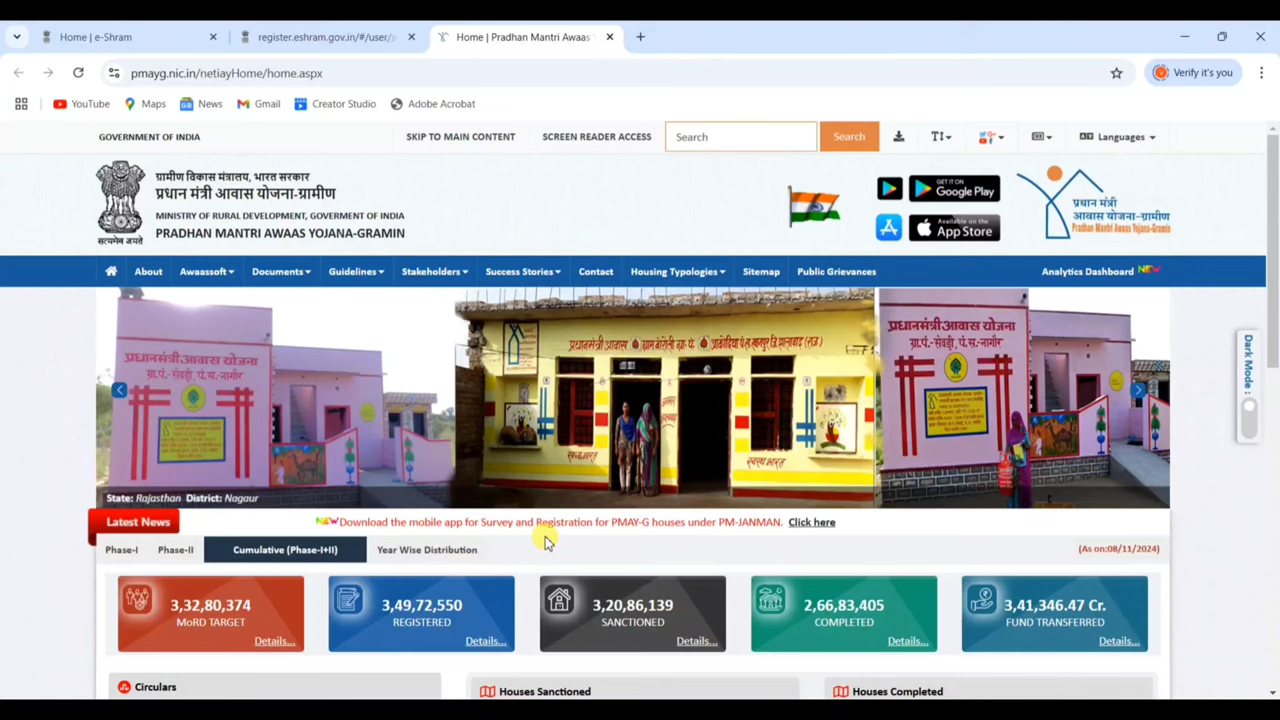 Home | e-Shram
register.eshram.gov.in/#/user/s
Home | Pradhan Mantri Awaas
pmayg.nic.in/netiayHome/home.aspx
Verify it's you
YouTube
Maps
News
Gmail
Creator Studio
Adobe Acrobat
GOVERNMENT OF INDIA
SKIP TO MAIN CONTENT
SCREEN READER ACCESS
Search
Search
Languages
ग्रामीण विकास मंत्रालय, भारत सरकार
प्रधान मंत्री आवास योजना-ग्रामीण
MINISTRY OF RURAL DEVELOPMENT, GOVERMENT OF INDIA
PRADHAN MANTRI AWAAS YOJANA-GRAMIN
सत्यमेव जयते
GET IT ON
Google Play
Available on the
App Store
प्रधान मंत्री
आवास योजना-ग्रामीण
Pradhan Mantri Awaas Yojana-Gramin
About
Awaassoft
Documents
Guidelines
Stakeholders
Success Stories
Contact
Housing Typologies
Sitemap
Public Grievances
Analytics Dashboard NEW
प्रधानमंत्री आवास योजना
प्रधानमंत्री आवास
प्रधानमंत्री आवास योजना
State: Rajasthan District: Nagaur
Dark Mode :
Latest News
NEW Download the mobile app for Survey and Registration for PMAY-G houses under PM-JANMAN. Click here
Phase-I
Phase-II
Cumulative (Phase-I+II)
Year Wise Distribution
(As on:08/11/2024)
3,32,80,374
MoRD TARGET
Details...
3,49,72,550
REGISTERED
Details...
3,20,86,139
SANCTIONED
Details...
2,66,83,405
COMPLETED
Details...
3,41,346.47 Cr.
FUND TRANSFERRED
Details...
Circulars
Houses Sanctioned
Houses Completed